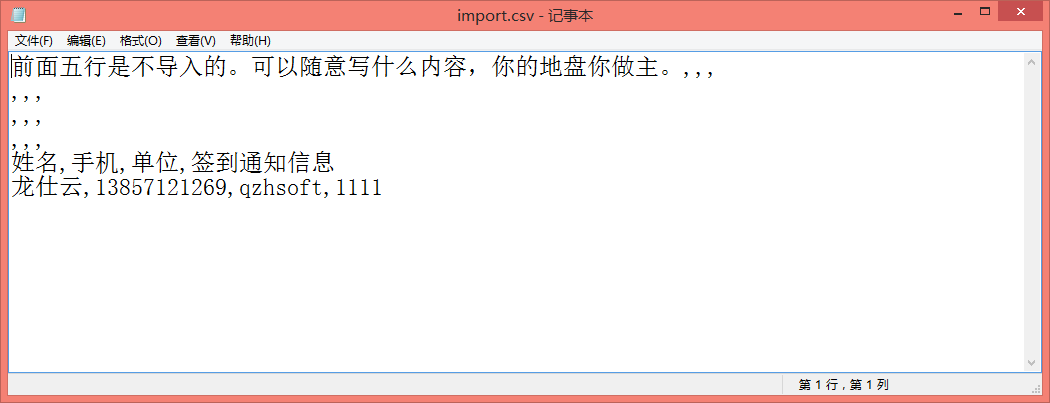 import.csv - 记事本
文件(F) 编辑(E) 格式(O) 查看(V) 帮助(H)
前面五行是不导入的。可以随意写什么内容，你的地盘你做主。,,,
,,,
,,,
,,,
姓名,手机,单位,签到通知信息
龙仕云,13857121269,qzhsoft,1111
第 1 行，第 1 列